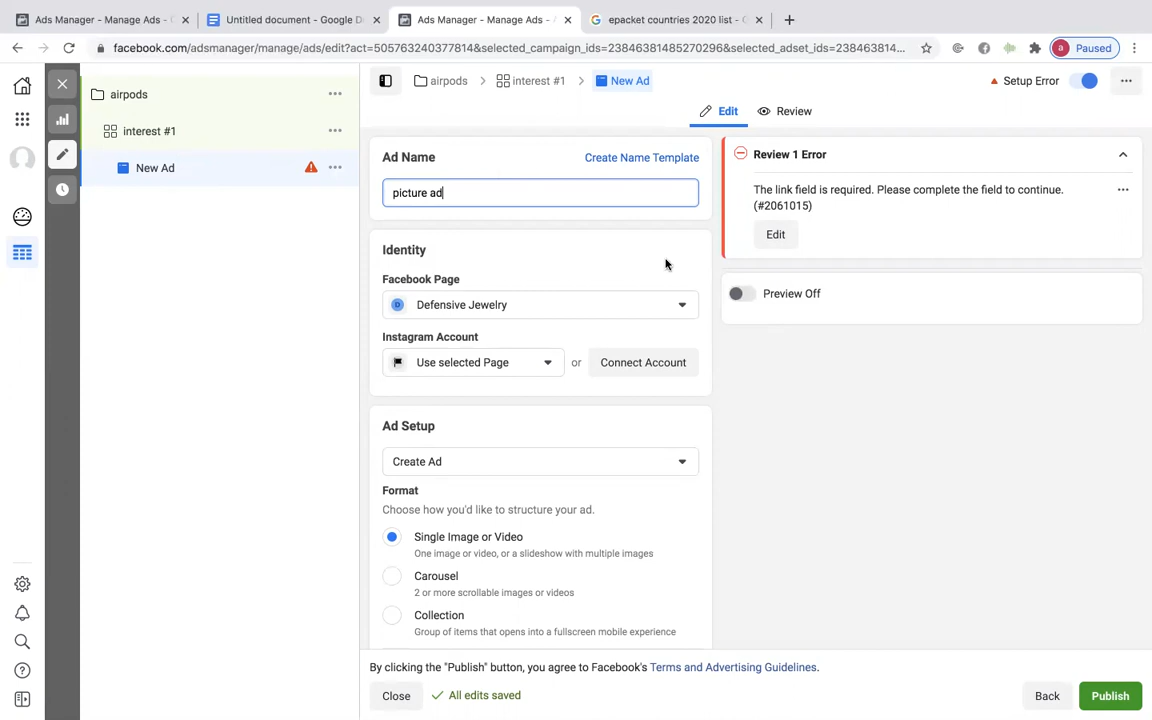 Ads Manager - Manage Ads -
Untitled document - Google D
Ads Manager - Manage Ads -
epacket countries 2020 list -
facebook.com/adsmanager/manage/ads/edit?act=505763240377814&selected_campaign_ids=23846381485270296&selected_adset_ids=238463814...
a Paused
airpods
interest #1
New Ad
airpods
interest #1
New Ad
Setup Error
Edit
Review
Ad Name
Create Name Template
picture ad
Review 1 Error
The link field is required. Please complete the field to continue.
(#2061015)
Edit
Preview Off
Identity
Facebook Page
D Defensive Jewelry
Instagram Account
Use selected Page
or
Connect Account
Ad Setup
Create Ad
Format
Choose how you'd like to structure your ad.
Single Image or Video
One image or video, or a slideshow with multiple images
Carousel
2 or more scrollable images or videos
Collection
Group of items that opens into a fullscreen mobile experience
By clicking the "Publish" button, you agree to Facebook's Terms and Advertising Guidelines.
Close
All edits saved
Back
Publish